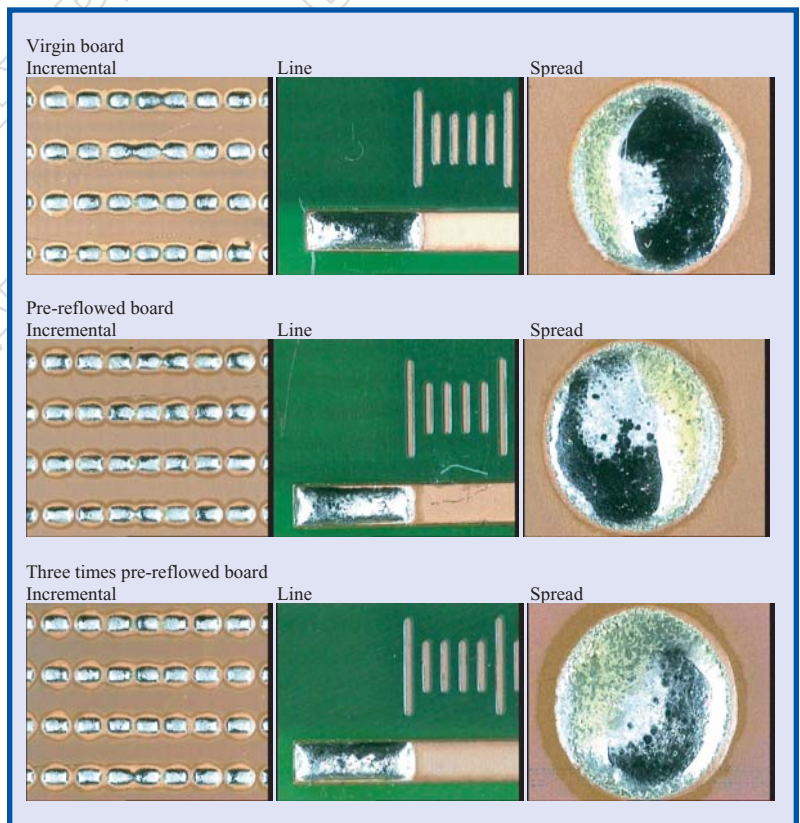 Virgin board
Incremental Line Spread
Pre-reflowed board
Incremental Line Spread
Three times pre-reflowed board
Incremental Line Spread